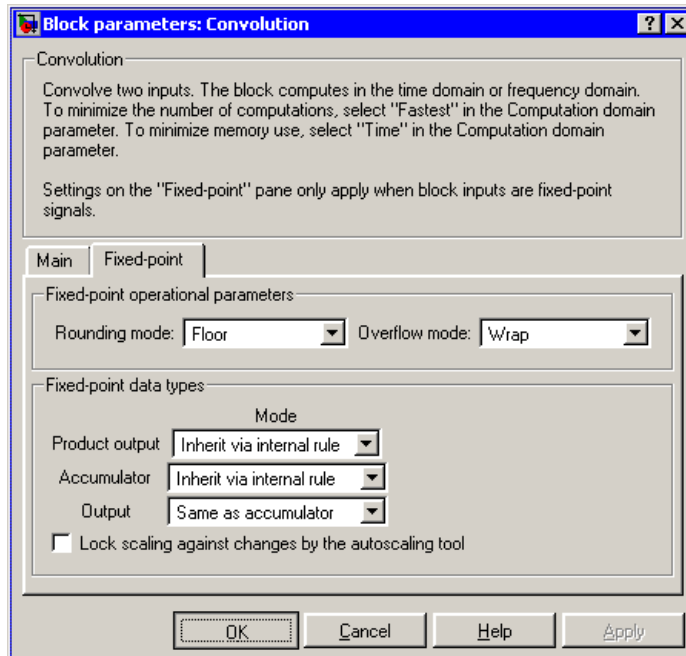 Block parameters: Convolution
Convolution
Convolve two inputs. The block computes in the time domain or frequency domain.
To minimize the number of computations, select "Fastest" in the Computation domain
parameter. To minimize memory use, select "Time" in the Computation domain
parameter.
Settings on the "Fixed-point" pane only apply when block inputs are fixed-point
signals.
Main Fixed-point
Fixed-point operational parameters
Rounding mode: Floor Overflow mode: Wrap
Fixed-point data types
Mode
Product output Inherit via internal rule
Accumulator Inherit via internal rule
Output Same as accumulator
Lock scaling against changes by the autoscaling tool
OK Cancel Help Apply